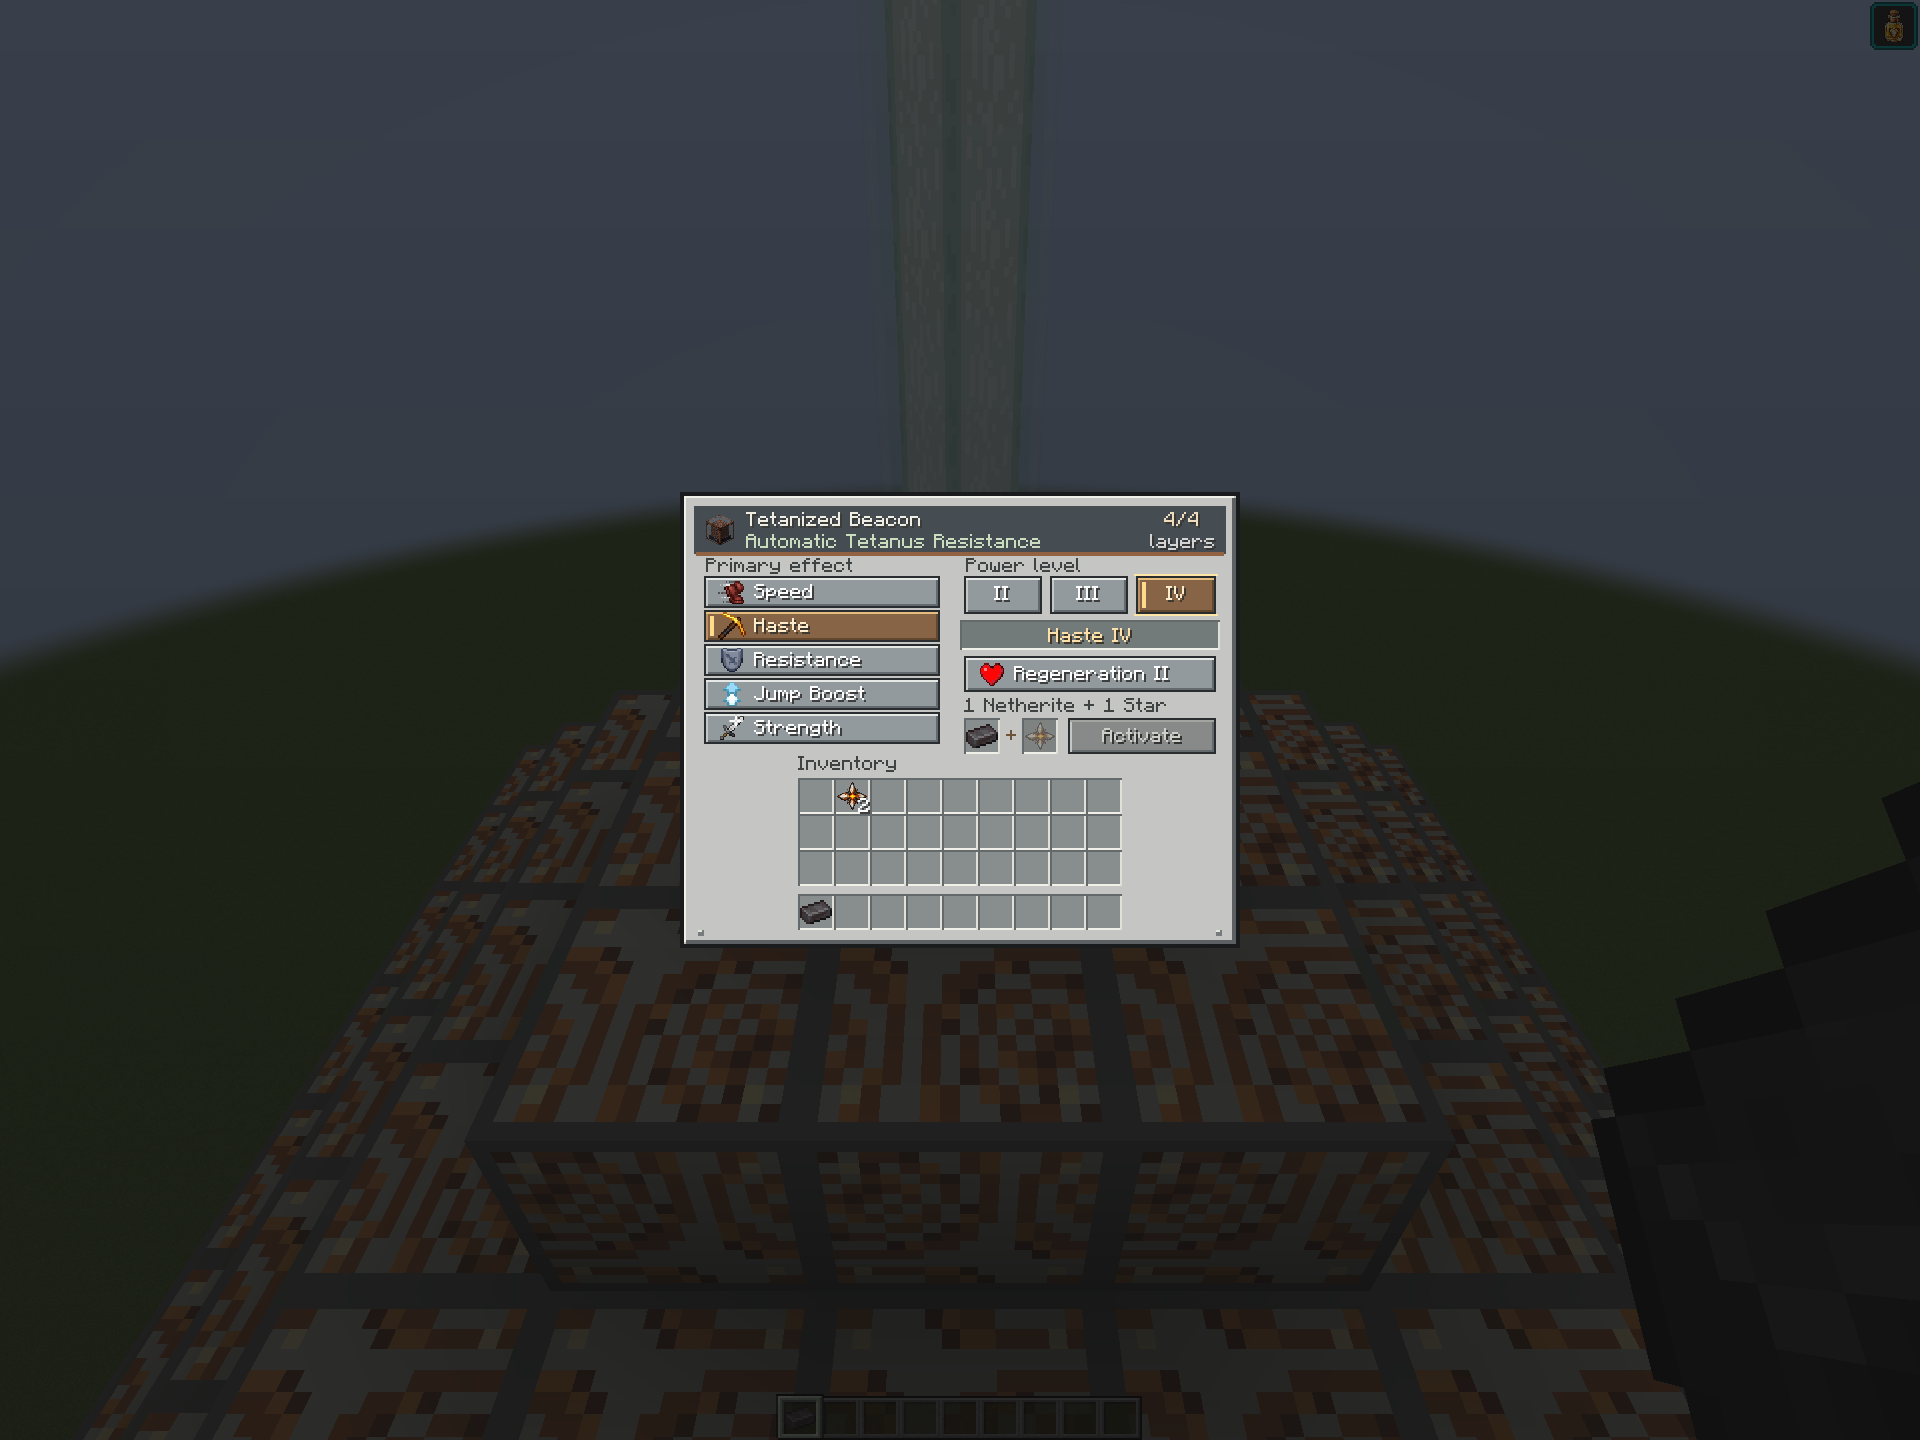 Tetanized Beacon
4/4
Automatic Tetanus Resistance
layers
Primary effect
Power level
Speed
II
III
IV
Haste
Haste IV
Resistance
Regeneration II
Jump Boost
1 Netherite + 1 Star
Strength
+
Activate
Inventory
2